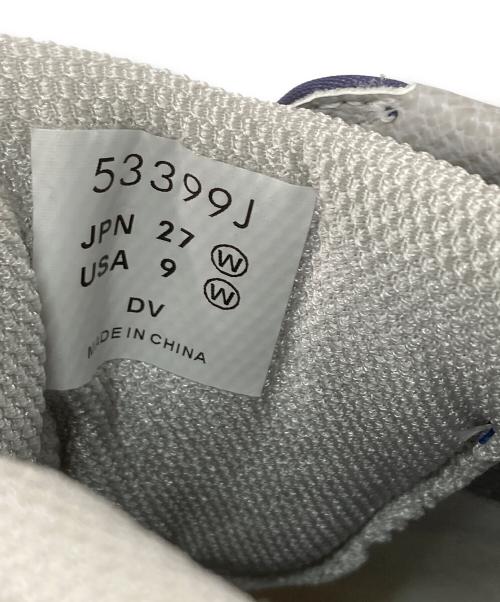 53399J
JPN 27 Ⓦ
USA 9 Ⓦ
DV
MADE IN CHINA